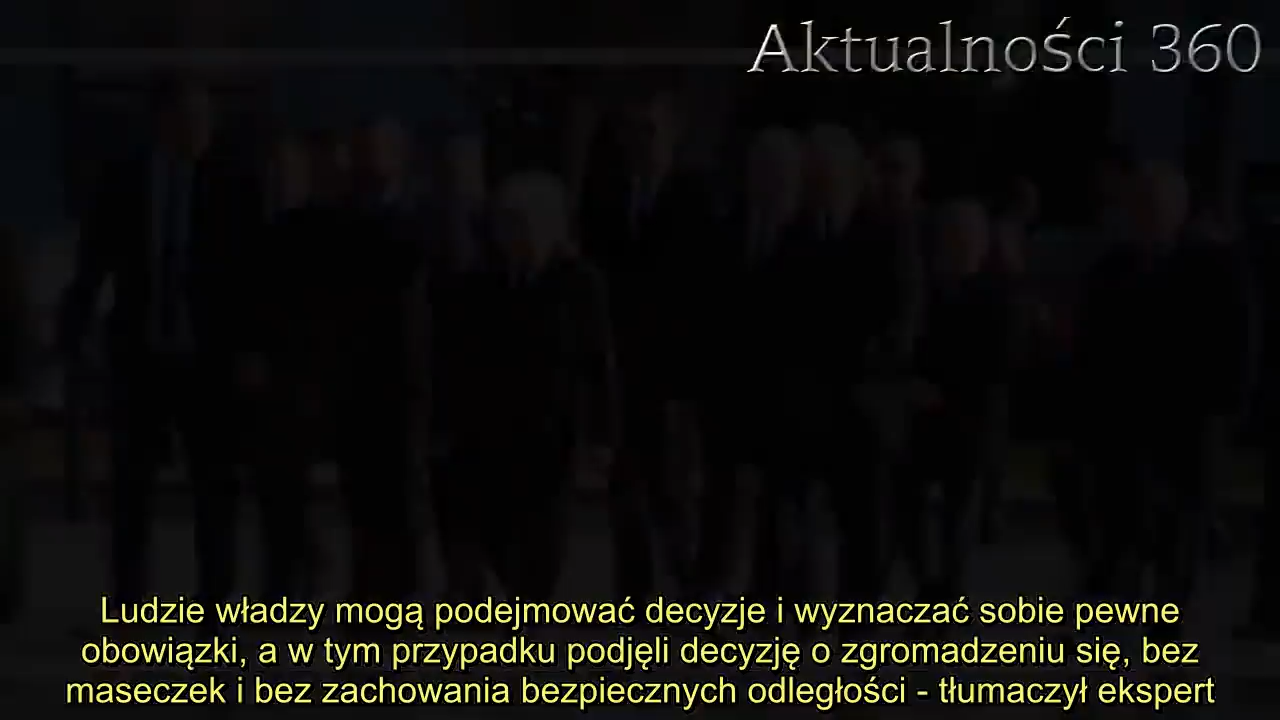 Aktualności 360
Ludzie władzy mogą podejmować decyzje i wyznaczać sobie pewne
obowiązki, a w tym przypadku podjęli decyzję o zgromadzeniu się, bez
maseczek i bez zachowania bezpiecznych odległości - tłumaczył ekspert